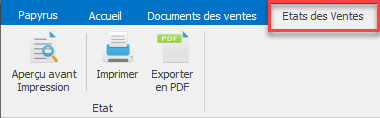 Papyrus Accueil Documents des ventes Etats des Ventes
PDF
Aperçu avant Imprimer Exporter
Impression en PDF
Etat